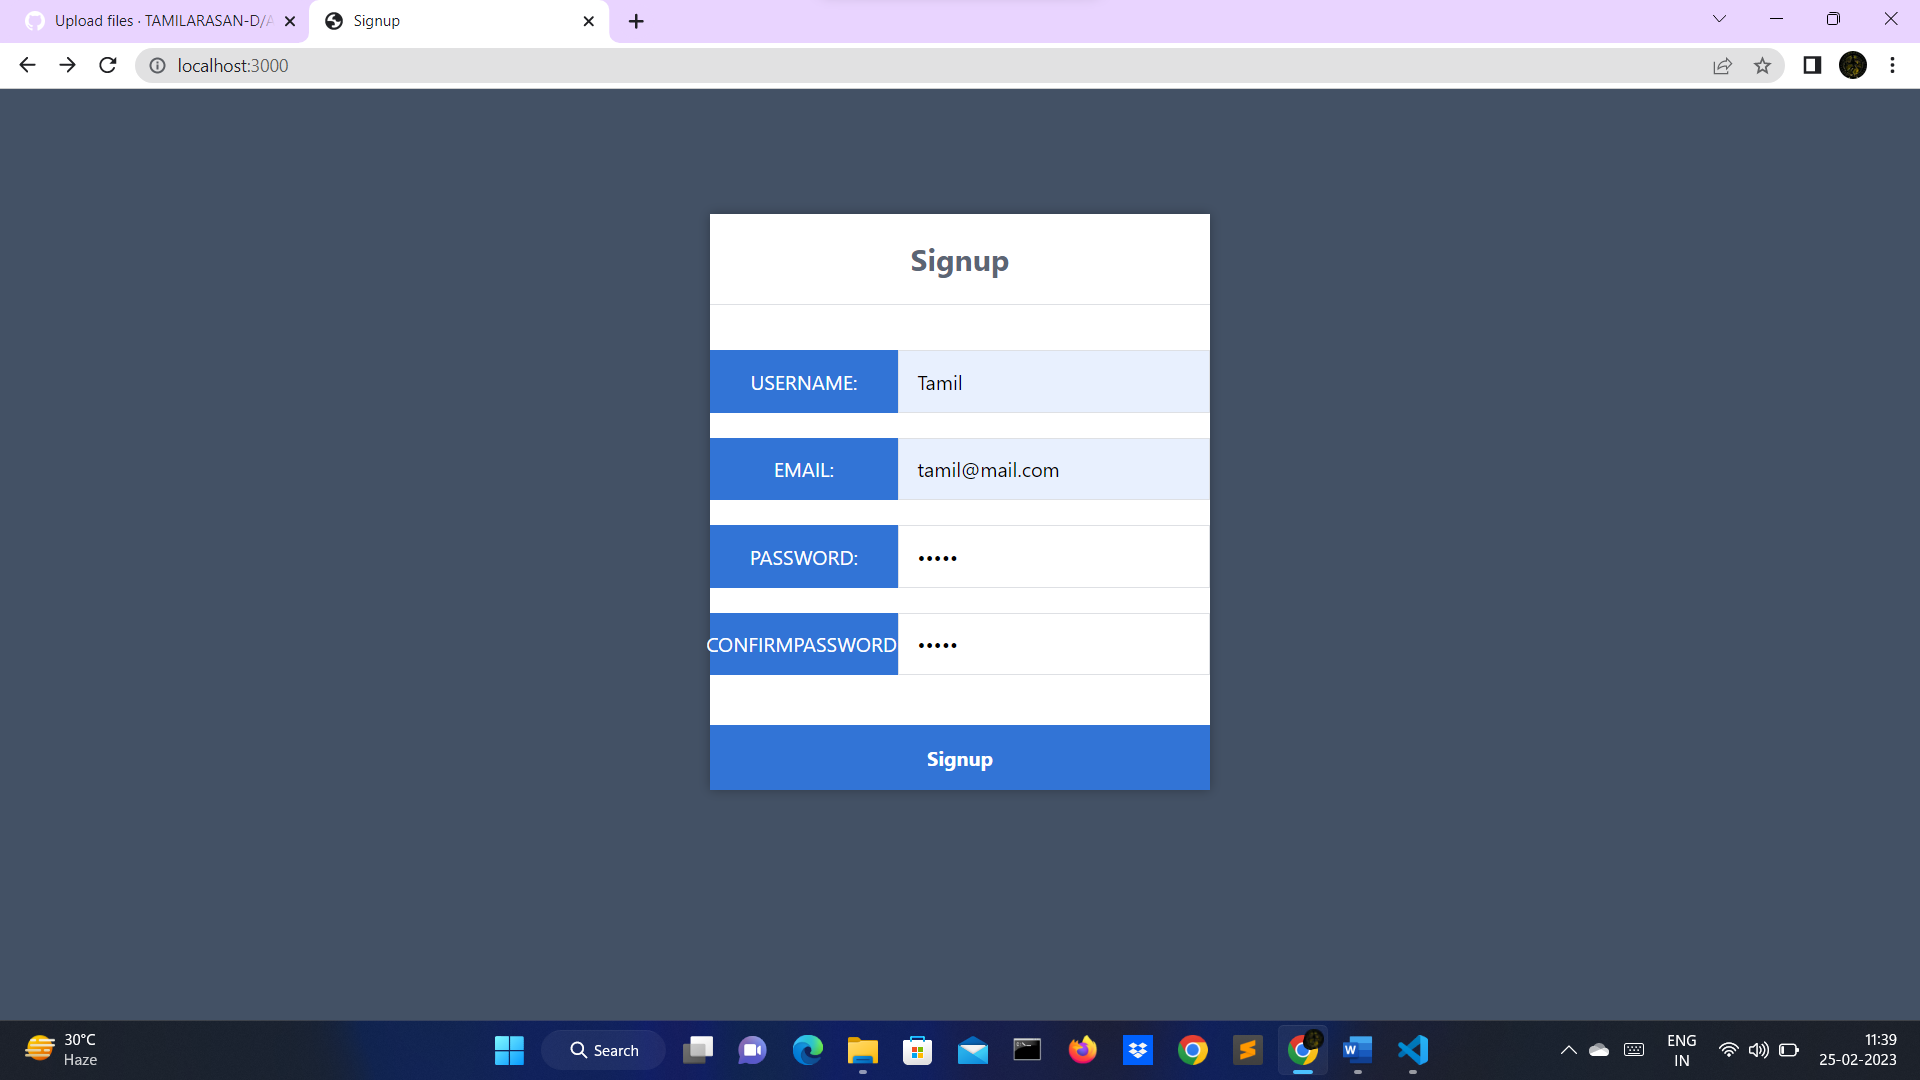 Upload files · TAMILARASAN-D/A
Signup
localhost:3000
Signup
USERNAME:
Tamil
EMAIL:
tamil@mail.com
PASSWORD:
•••••
CONFIRMPASSWORD
•••••
Signup
30°C
Haze
Search
ENG
IN
11:39
25-02-2023